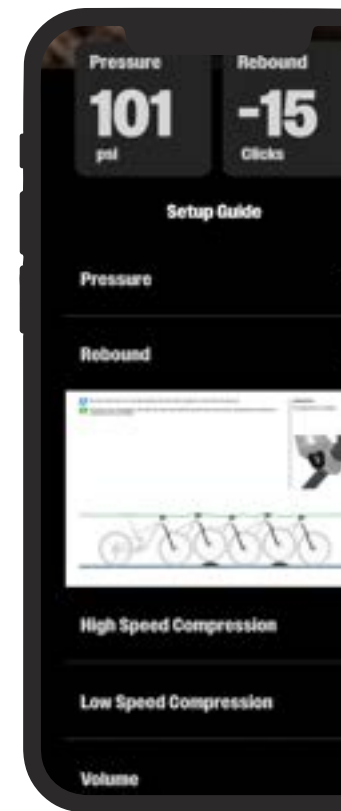 Pressure Rebound
101 -15
psi Clicks
Setup Guide
Pressure
Rebound
High Speed Compression
Low Speed Compression
Volume